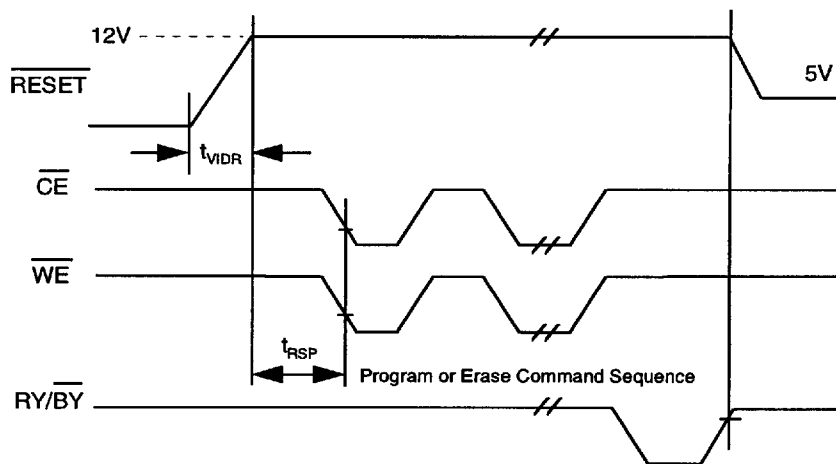 12V
RESET
5V
tVIDR
CE
WE
tRSP
Program or Erase Command Sequence
RY/BY